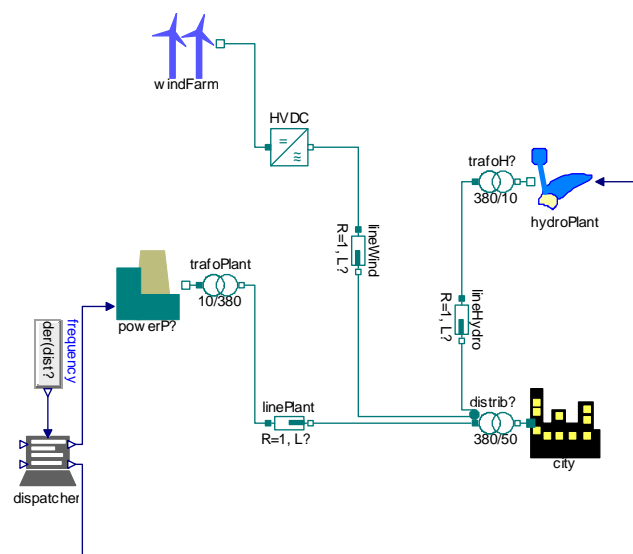 windFarm
HVDC
=
≈
trafoH?
380/10
hydroPlant
lineWind
R=1, L?
trafoPlant
10/380
powerP?
lineHydro
R=1, L?
der(dist?
frequency
linePlant
R=1, L?
distrib?
380/50
city
dispatcher